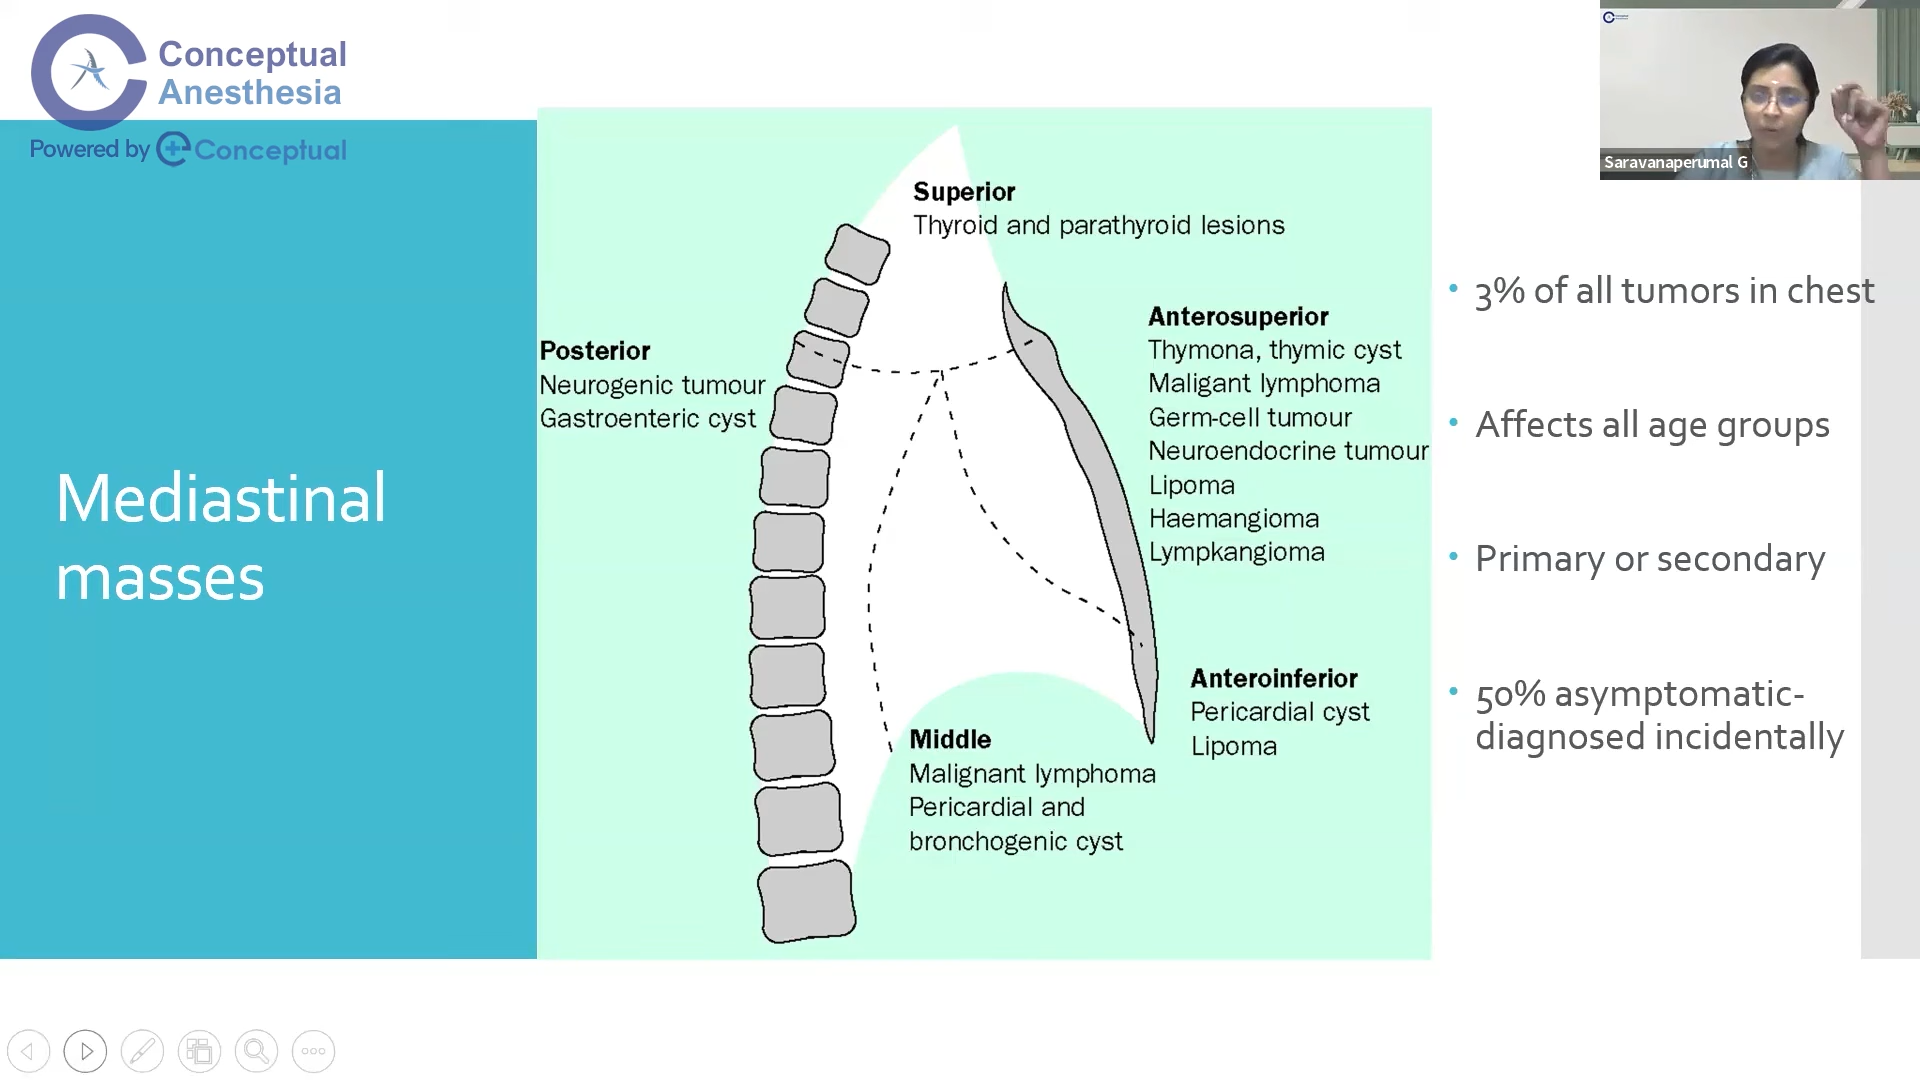 Conceptual
Anesthesia
Powered by Conceptual
Saravanaperumal G
Mediastinal
masses
Superior
Thyroid and parathyroid lesions
Posterior
Neurogenic tumour
Gastroenteric cyst
Anterosuperior
Thymona, thymic cyst
Maligant lymphoma
Germ-cell tumour
Neuroendocrine tumour
Lipoma
Haemangioma
Lympkangioma
Anteroinferior
Pericardial cyst
Lipoma
Middle
Malignant lymphoma
Pericardial and
bronchogenic cyst
• 3% of all tumors in chest
• Affects all age groups
• Primary or secondary
• 50% asymptomatic-
diagnosed incidentally